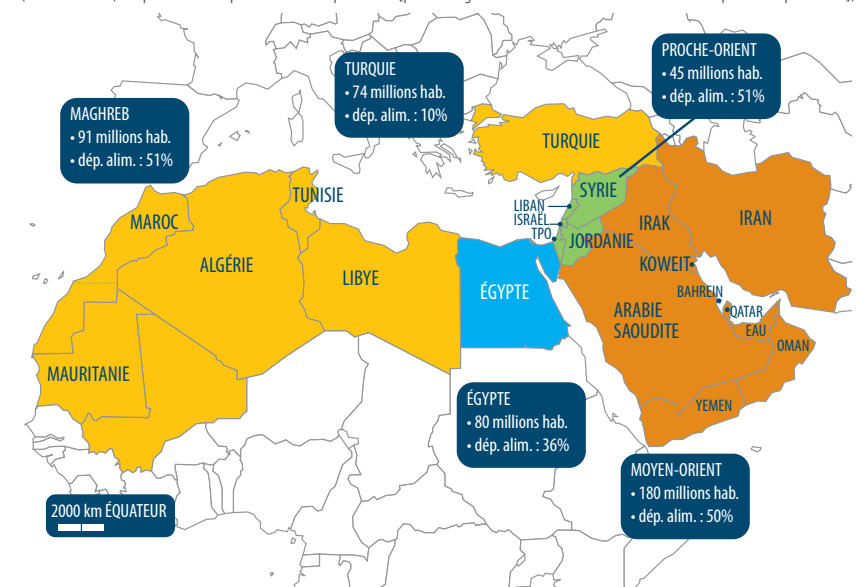 PROCHE-ORIENT
• 45 millions hab.
• dép. alim. : 51%
TURQUIE
• 74 millions hab.
• dép. alim. : 10%
MAGHREB
• 91 millions hab.
• dép. alim. : 51%
TURQUIE
TUNISIE
SYRIE
LIBAN
ISRAËL
TPO
MAROC
IRAK
IRAN
JORDANIE
ALGÉRIE
LIBYE
KOWEIT
ÉGYPTE
BAHREIN
QATAR
ARABIE
SAOUDITE
EAU
OMAN
MAURITANIE
YEMEN
ÉGYPTE
• 80 millions hab.
• dép. alim. : 36%
MOYEN-ORIENT
• 180 millions hab.
• dép. alim. : 50%
2000 km ÉQUATEUR